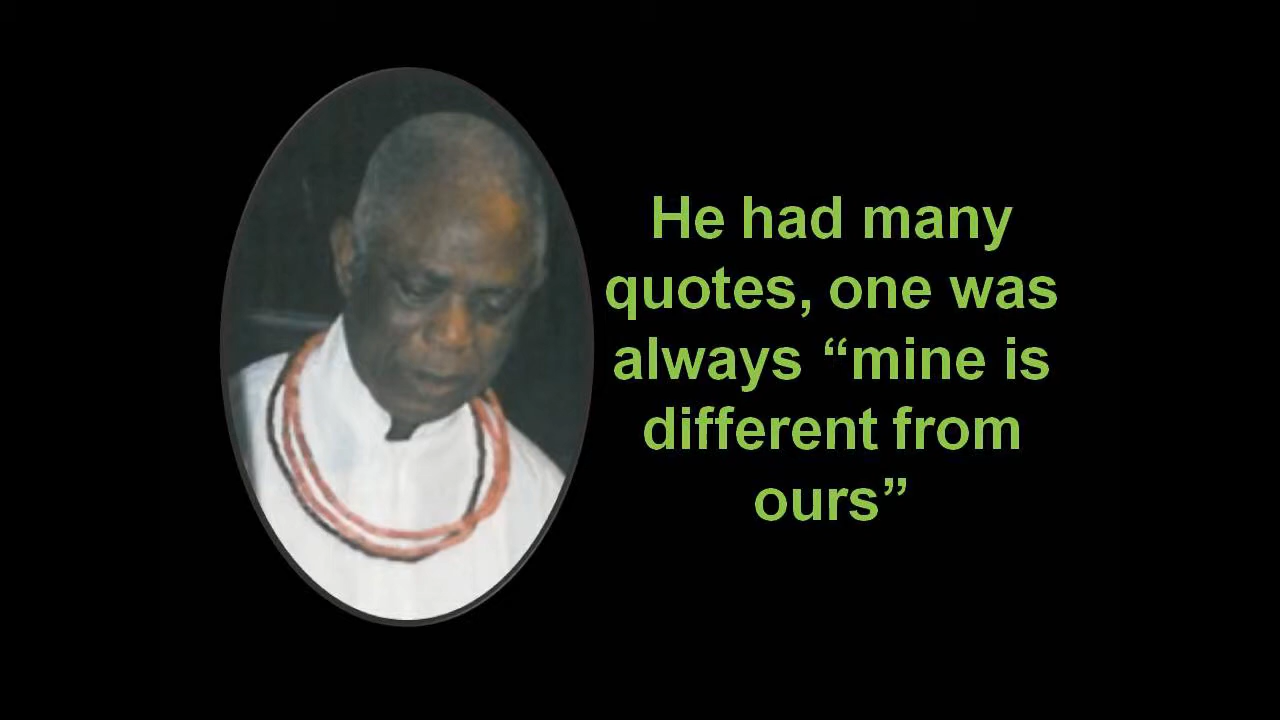 He had many
quotes, one was
always “mine is
different from
ours”